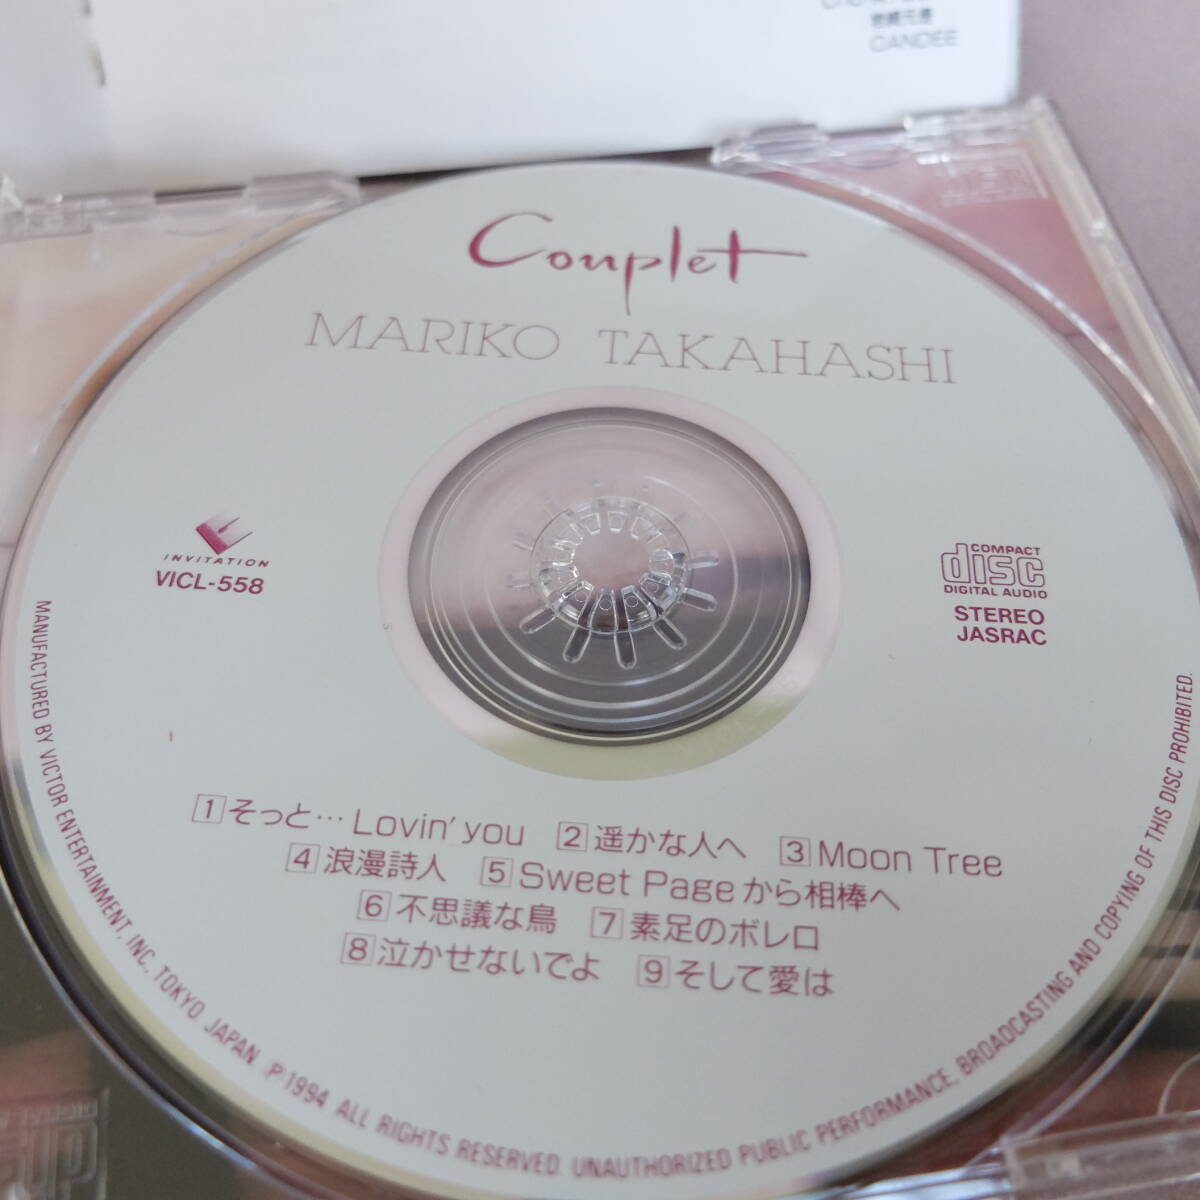 CANDEE
Couplet
MARIKO TAKAHASHI
INVITATION
VICL-558
COMPACT
disc
DIGITAL AUDIO
STEREO
JASRAC
1 そっと… Lovin' you 2 遥かな人へ 3 Moon Tree
4 浪漫詩人 5 Sweet Page から相棒へ
6 不思議な鳥 7 素足のボレロ
8 泣かせないでよ 9 そして愛は
MANUFACTURED BY VICTOR ENTERTAINMENT, INC. TOKYO, JAPAN ℗1994 ALL RIGHTS RESERVED. UNAUTHORIZED PUBLIC PERFORMANCE, BROADCASTING AND COPYING OF THIS DISC PROHIBITED.